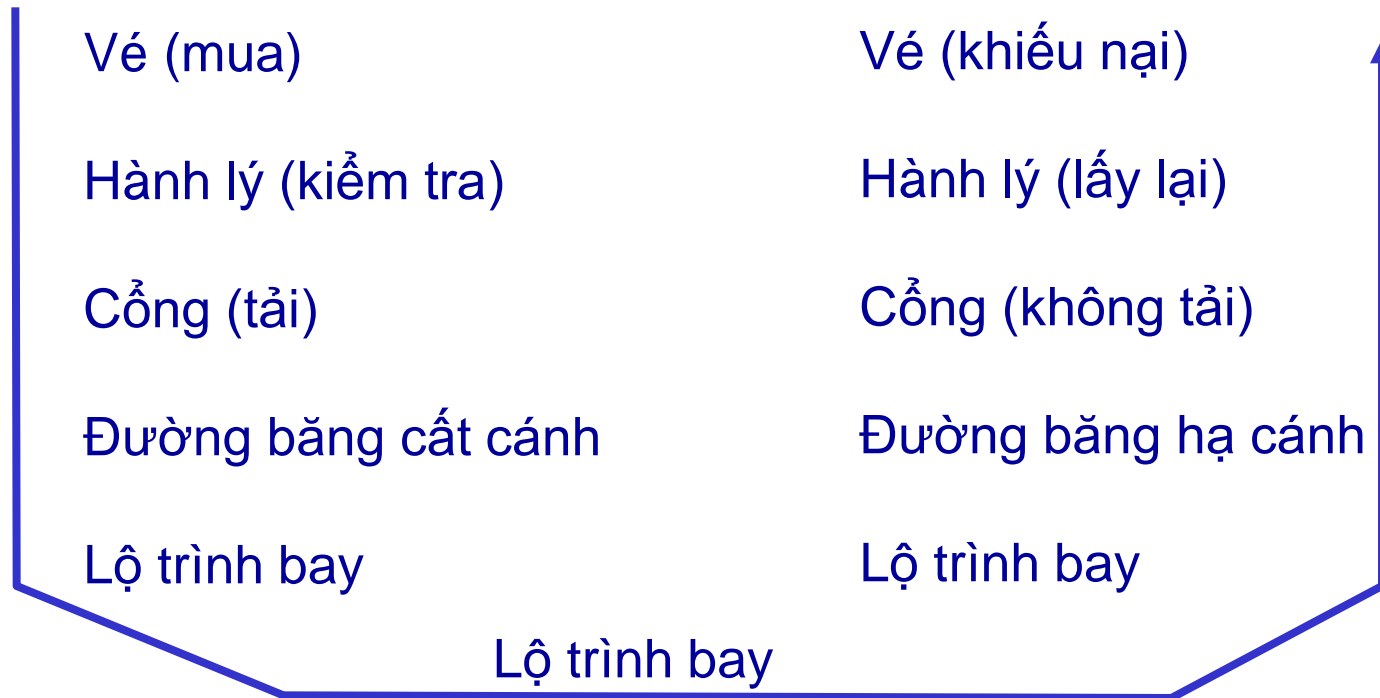 Vé (mua)
Hành lý (kiểm tra)
Cổng (tải)
Đường băng cất cánh
Lộ trình bay
Vé (khiếu nại)
Hành lý (lấy lại)
Cổng (không tải)
Đường băng hạ cánh
Lộ trình bay
Lộ trình bay